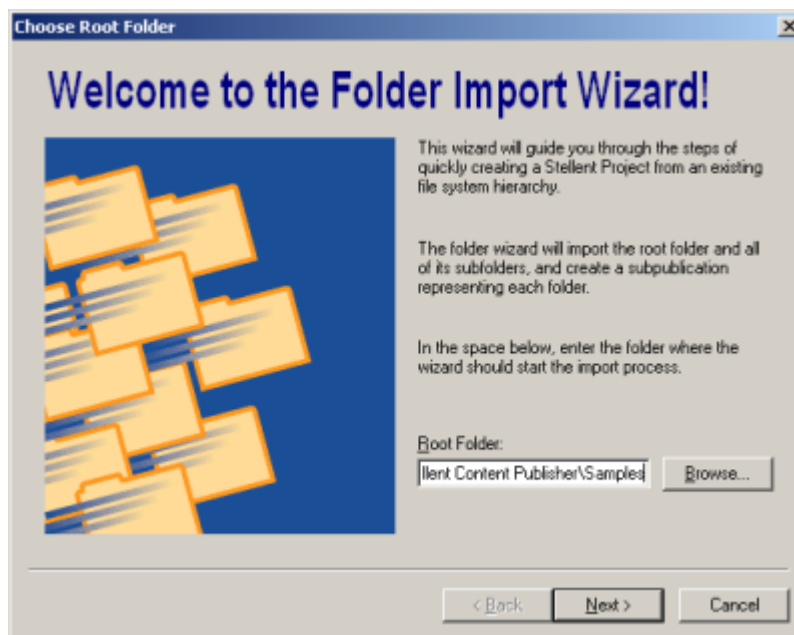 Choose Root Folder
Welcome to the Folder Import Wizard!
This wizard will guide you through the steps of
quickly creating a Stellent Project from an existing
file system hierarchy.
The folder wizard will import the root folder and all
of its subfolders, and create a subpublication
representing each folder.
In the space below, enter the folder where the
wizard should start the import process.
Root Folder:
llent Content Publisher\Samples
Browse...
< Back
Next >
Cancel